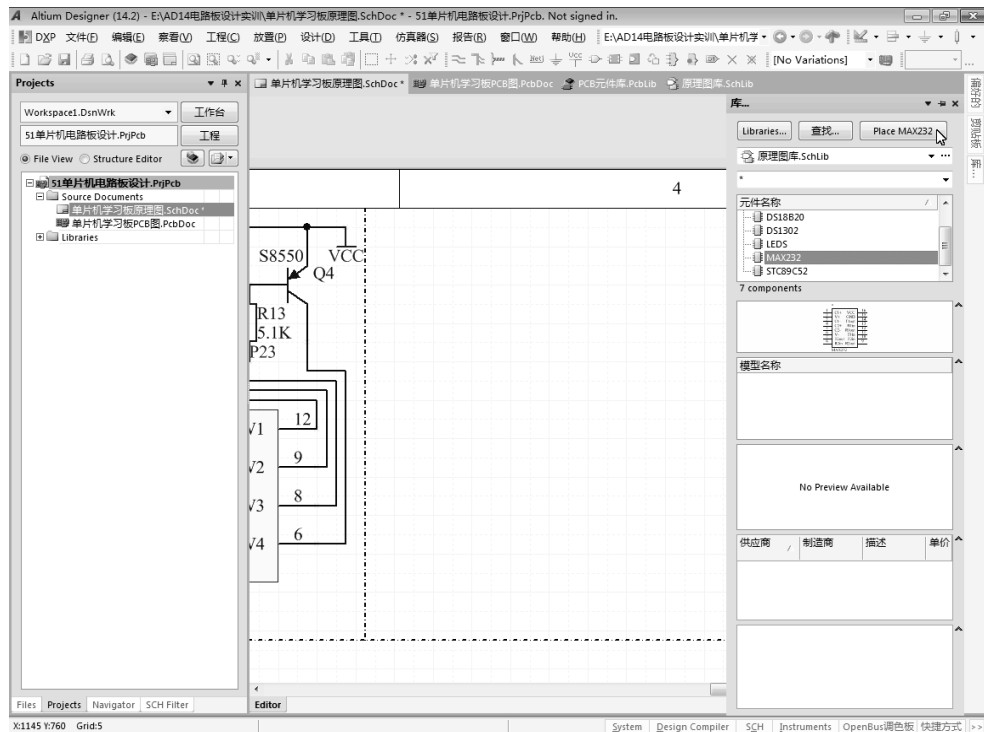 Altium Designer (14.2) - E:\AD14电路板设计实训\单片机学习板原理图.SchDoc * - 51单片机电路板设计.PrjPcb. Not signed in.
DXP 文件(F) 编辑(E) 察看(V) 工程(C) 放置(P) 设计(D) 工具(T) 仿真器(S) 报告(R) 窗口(W) 帮助(H) E:\AD14电路板设计实训\单片机学
[No Variations]
Projects
单片机学习板原理图.SchDoc * 单片机学习板PCB图.PcbDoc PCB元件库.PcbLib 原理图库.SchLib
Workspace1.DsnWrk 工作台
51单片机电路板设计.PrjPcb 工程
File View Structure Editor
51单片机电路板设计.PrjPcb
Source Documents
单片机学习板原理图.SchDoc *
单片机学习板PCB图.PcbDoc
Libraries
4
S8550 VCC
Q4
R13
5.1K
P23
V1 12
V2 9
V3 8
V4 6
库...
Libraries... 查找... Place MAX232
原理图库.SchLib
*
元件名称
DS18B20
DS1302
LEDS
MAX232
STC89C52
7 components
模型名称
No Preview Available
供应商 制造商 描述 单价
偏好的
剪贴板
库...
Files Projects Navigator SCH Filter
Editor
X:1145 Y:760 Grid:5
System Design Compiler SCH Instruments OpenBus调色板 快捷方式 >>